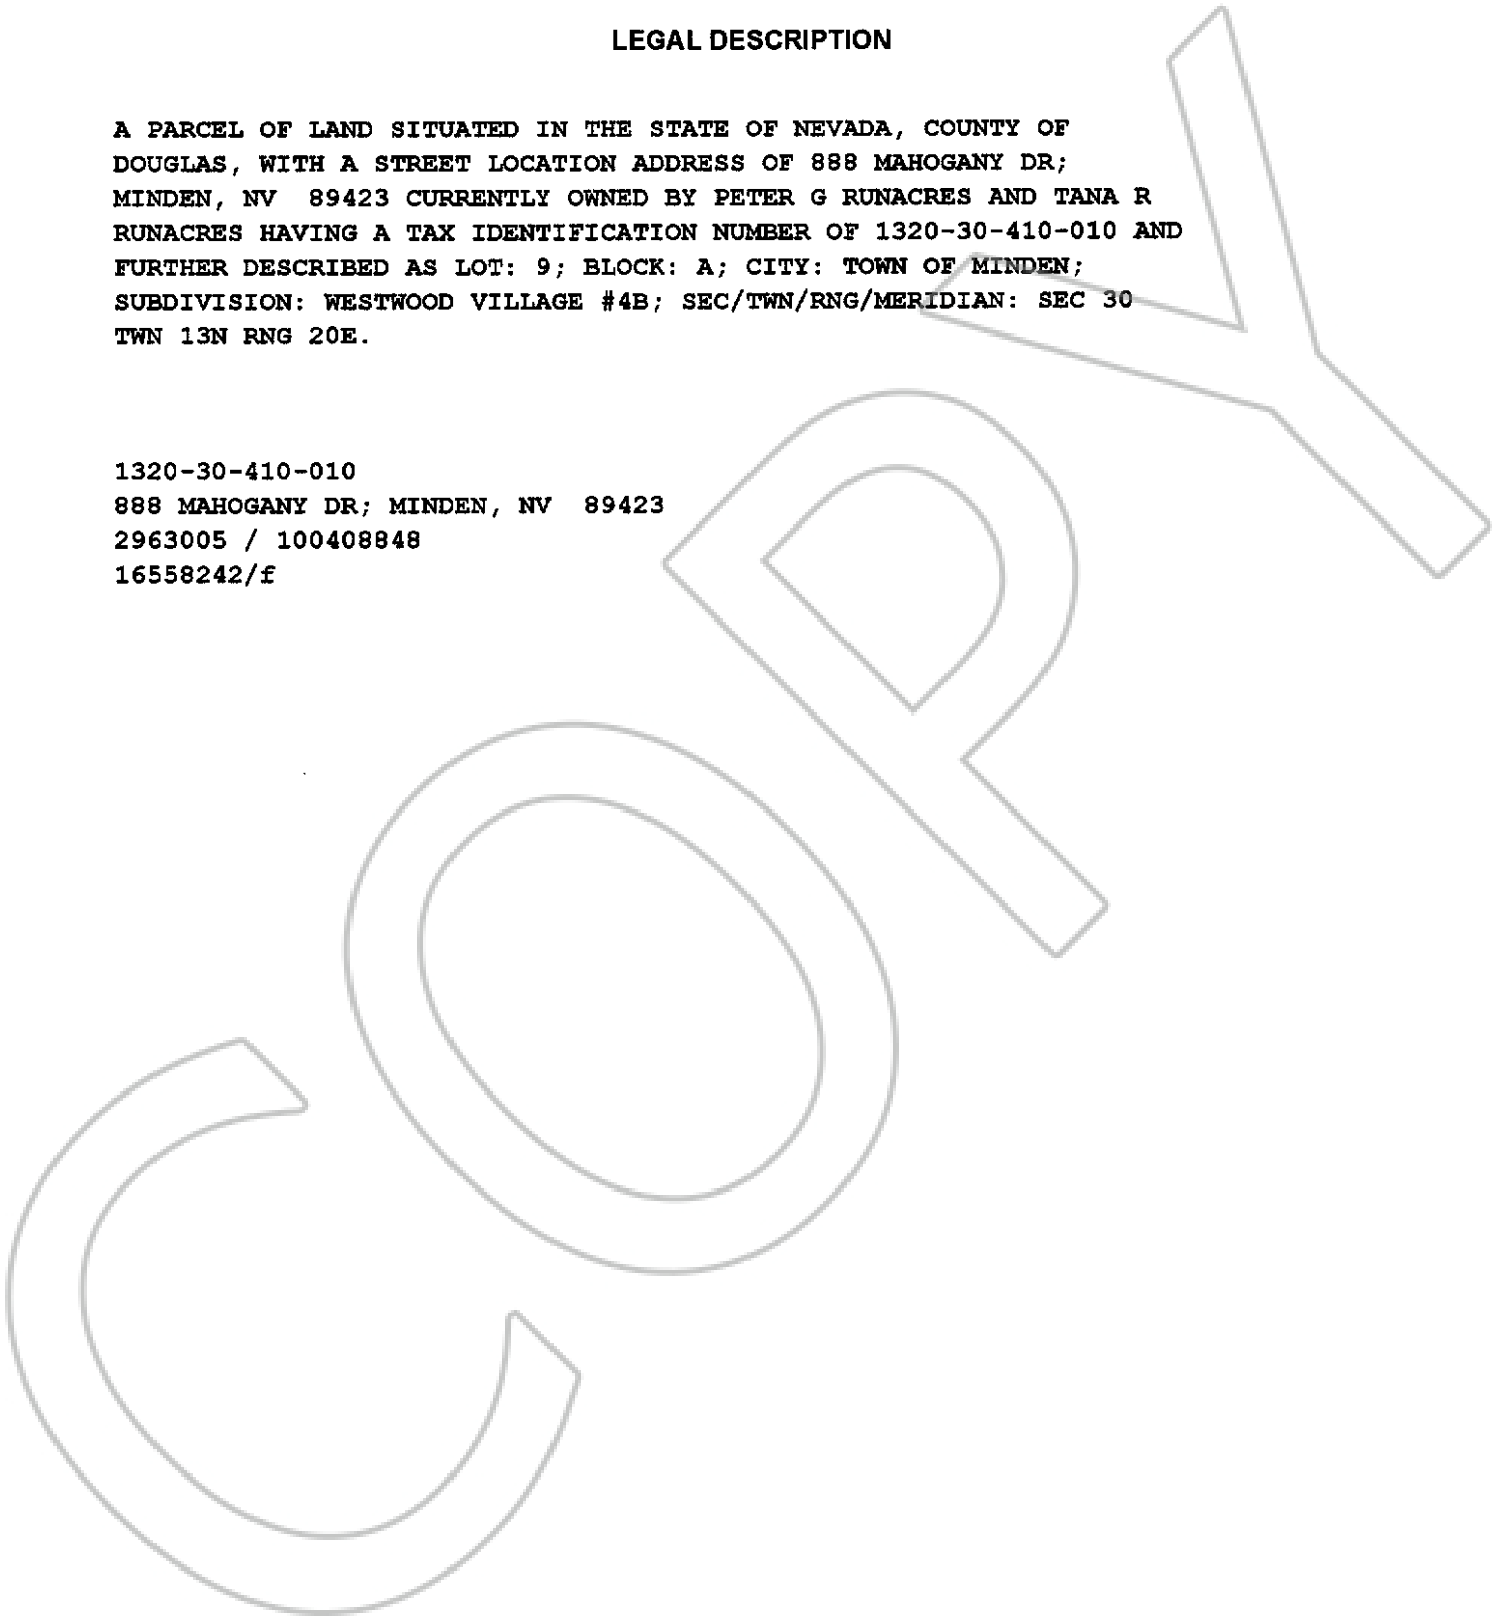 LEGAL DESCRIPTION
A PARCEL OF LAND SITUATED IN THE STATE OF NEVADA, COUNTY OF
DOUGLAS, WITH A STREET LOCATION ADDRESS OF 888 MAHOGANY DR;
MINDEN, NV  89423 CURRENTLY OWNED BY PETER G RUNACRES AND TANA R
RUNACRES HAVING A TAX IDENTIFICATION NUMBER OF 1320-30-410-010 AND
FURTHER DESCRIBED AS LOT: 9; BLOCK: A; CITY: TOWN OF MINDEN;
SUBDIVISION: WESTWOOD VILLAGE #4B; SEC/TWN/RNG/MERIDIAN: SEC 30
TWN 13N RNG 20E.
1320-30-410-010
888 MAHOGANY DR; MINDEN, NV  89423
2963005 / 100408848
16558242/f
COPY